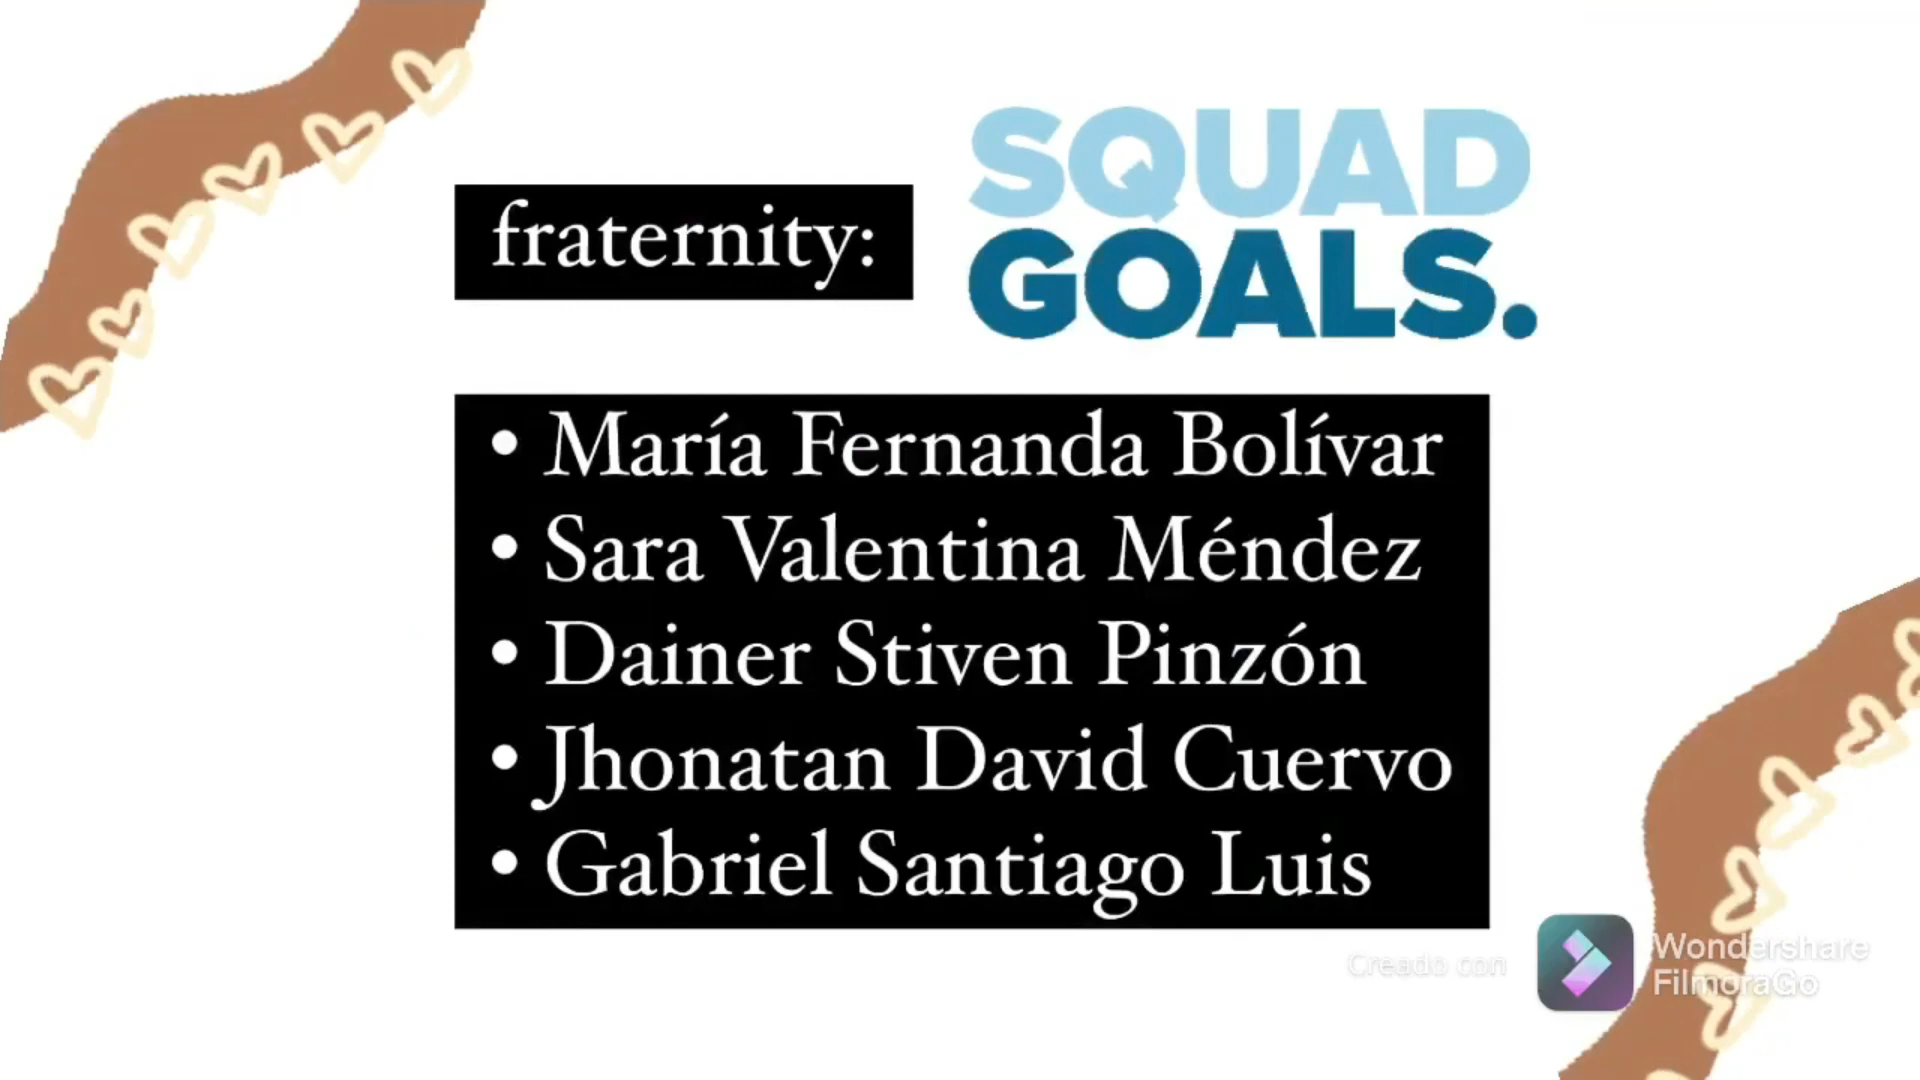 SQUAD
GOALS.
fraternity:
• María Fernanda Bolívar
• Sara Valentina Méndez
• Dainer Stiven Pinzón
• Jhonatan David Cuervo
• Gabriel Santiago Luis
Creado con
Wondershare
FilmoraGo